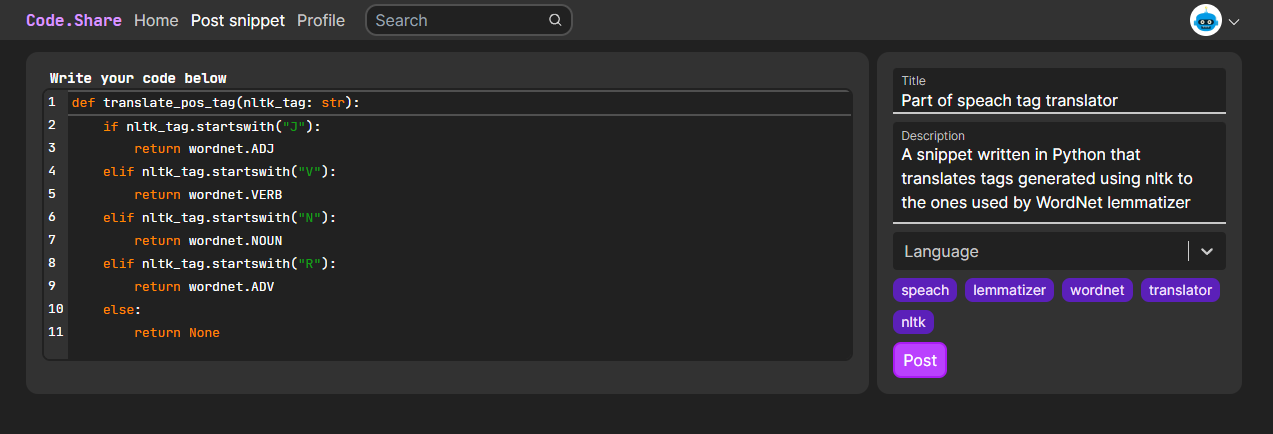 Code.Share Home Post snippet Profile Search
Write your code below
1 def translate_pos_tag(nltk_tag: str):
2     if nltk_tag.startswith("J"):
3         return wordnet.ADJ
4     elif nltk_tag.startswith("V"):
5         return wordnet.VERB
6     elif nltk_tag.startswith("N"):
7         return wordnet.NOUN
8     elif nltk_tag.startswith("R"):
9         return wordnet.ADV
10     else:
11         return None
Title
Part of speach tag translator
Description
A snippet written in Python that
translates tags generated using nltk to
the ones used by WordNet lemmatizer
Language
speach lemmatizer wordnet translator
nltk
Post